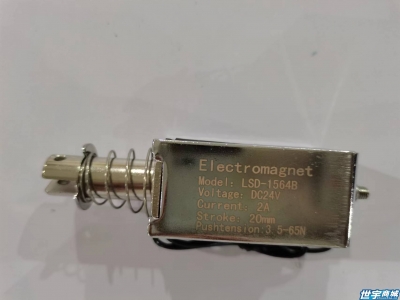 Electromagnet
Model: LSD-1564B
Voltage: DC24V
Current: 2A
Stroke: 20mm
Pushtension:3.5-65N
世宇商城